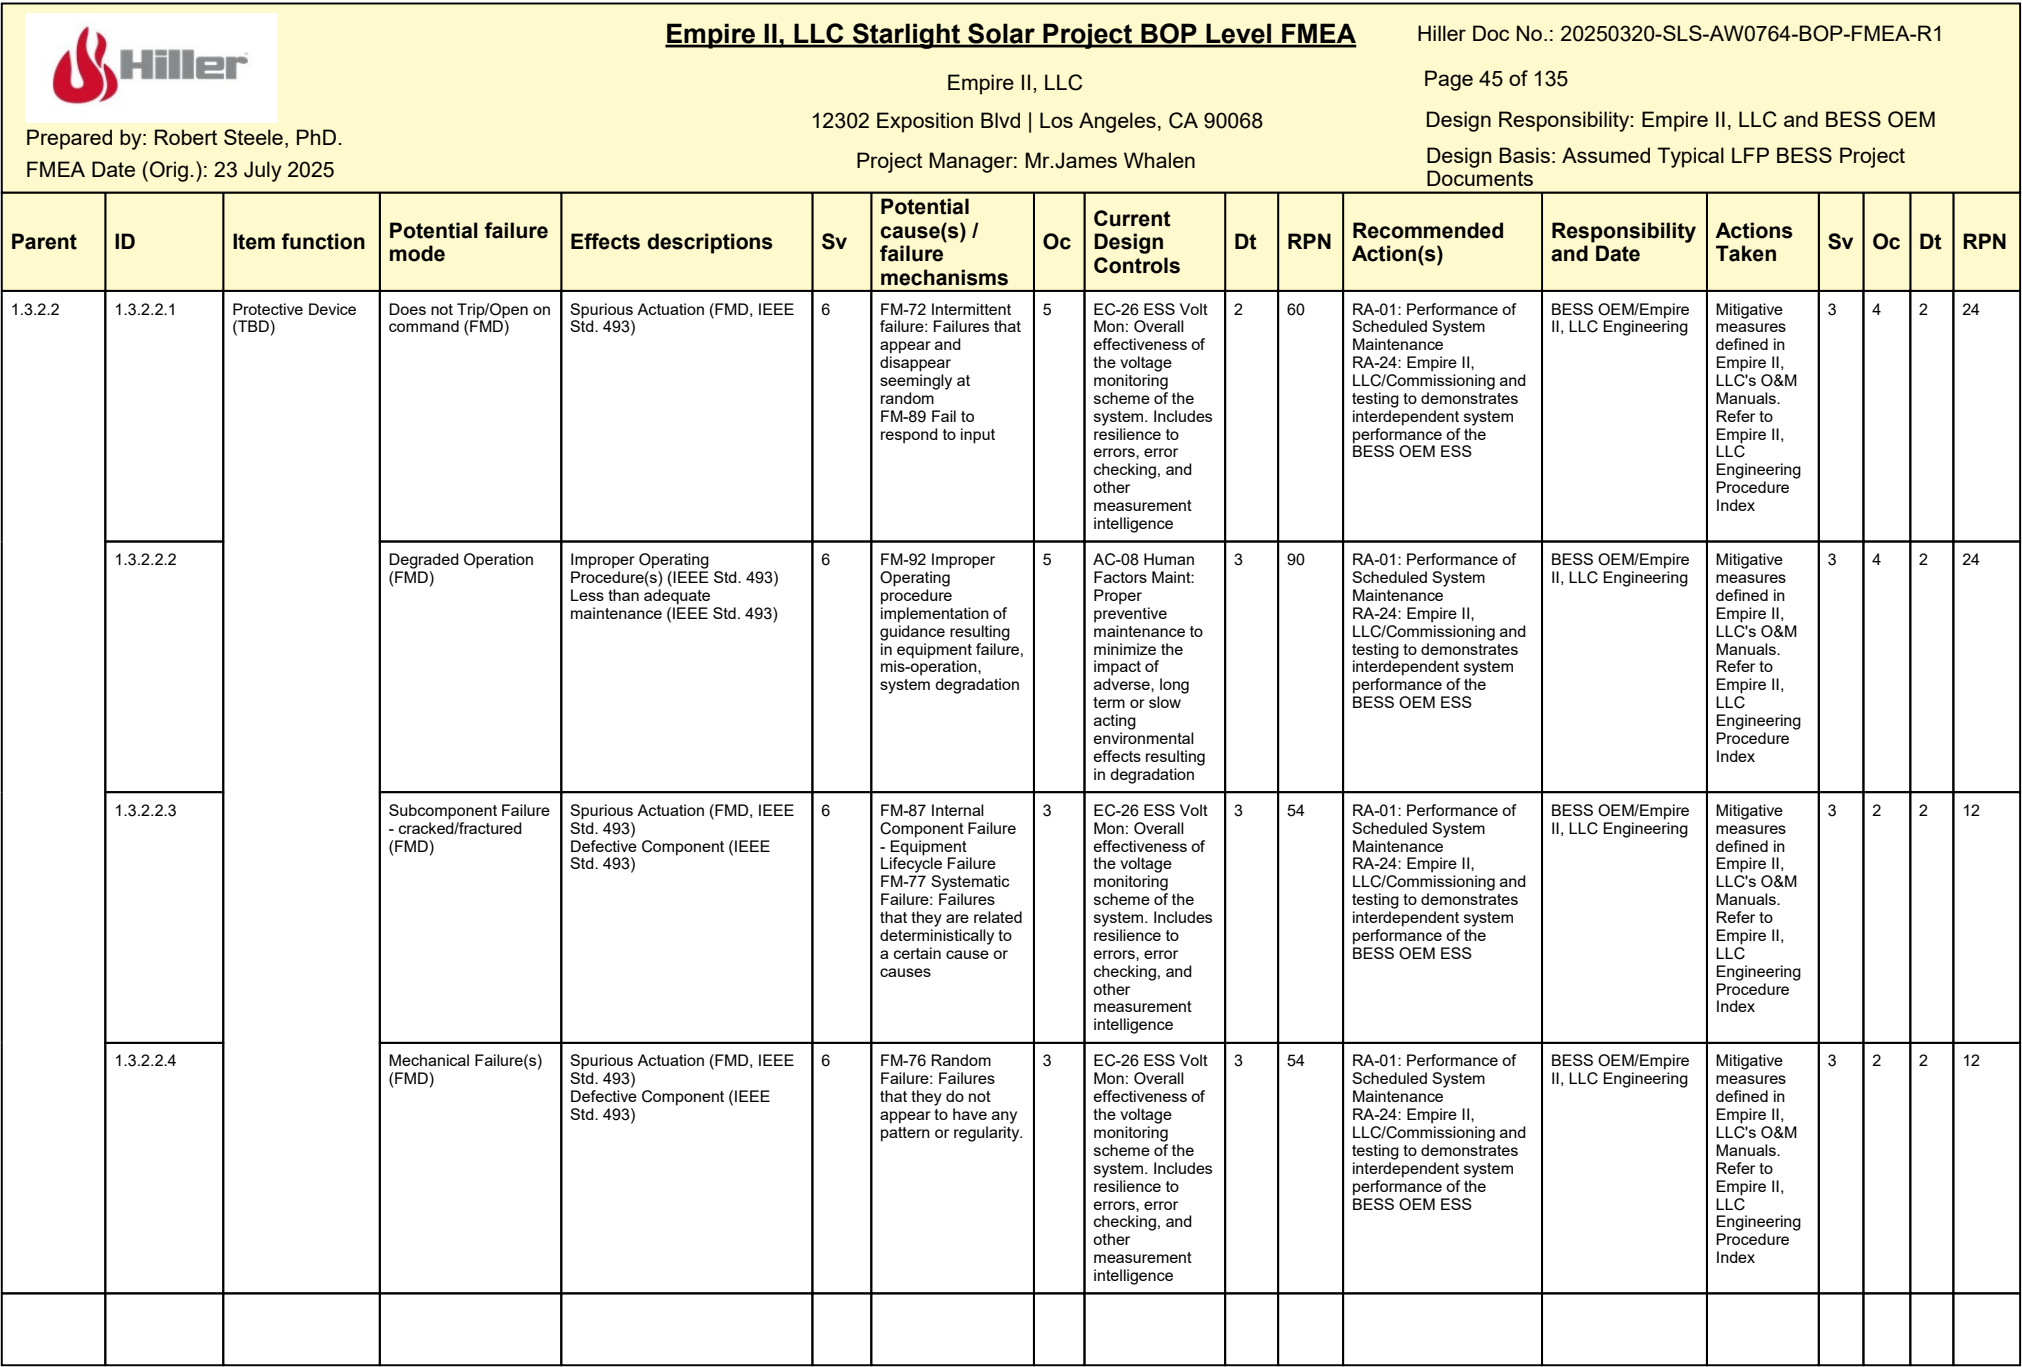 Hiller
Prepared by: Robert Steele, PhD.
FMEA Date (Orig.): 23 July 2025
Empire II, LLC Starlight Solar Project BOP Level FMEA
Empire II, LLC
12302 Exposition Blvd | Los Angeles, CA 90068
Project Manager: Mr.James Whalen
Hiller Doc No.: 20250320-SLS-AW0764-BOP-FMEA-R1
Page 45 of 135
Design Responsibility: Empire II, LLC and BESS OEM
Design Basis: Assumed Typical LFP BESS Project
Documents
Parent
ID
Item function
Potential failure
mode
Effects descriptions
Sv
Potential
cause(s) /
failure
mechanisms
Oc
Current
Design
Controls
Dt
RPN
Recommended
Action(s)
Responsibility
and Date
Actions
Taken
Sv
Oc
Dt
RPN
1.3.2.2
1.3.2.2.1
Protective Device
(TBD)
Does not Trip/Open on
command (FMD)
Spurious Actuation (FMD, IEEE
Std. 493)
6
FM-72 Intermittent
failure: Failures that
appear and
disappear
seemingly at
random
FM-89 Fail to
respond to input
5
EC-26 ESS Volt
Mon: Overall
effectiveness of
the voltage
monitoring
scheme of the
system. Includes
resilience to
errors, error
checking, and
other
measurement
intelligence
2
60
RA-01: Performance of
Scheduled System
Maintenance
RA-24: Empire II,
LLC/Commissioning and
testing to demonstrates
interdependent system
performance of the
BESS OEM ESS
BESS OEM/Empire
II, LLC Engineering
Mitigative
measures
defined in
Empire II,
LLC's O&M
Manuals.
Refer to
Empire II,
LLC
Engineering
Procedure
Index
3
4
2
24
1.3.2.2.2
Degraded Operation
(FMD)
Improper Operating
Procedure(s) (IEEE Std. 493)
Less than adequate
maintenance (IEEE Std. 493)
6
FM-92 Improper
Operating
procedure
implementation of
guidance resulting
in equipment failure,
mis-operation,
system degradation
5
AC-08 Human
Factors Maint:
Proper
preventive
maintenance to
minimize the
impact of
adverse, long
term or slow
acting
environmental
effects resulting
in degradation
3
90
RA-01: Performance of
Scheduled System
Maintenance
RA-24: Empire II,
LLC/Commissioning and
testing to demonstrates
interdependent system
performance of the
BESS OEM ESS
BESS OEM/Empire
II, LLC Engineering
Mitigative
measures
defined in
Empire II,
LLC's O&M
Manuals.
Refer to
Empire II,
LLC
Engineering
Procedure
Index
3
4
2
24
1.3.2.2.3
Subcomponent Failure
- cracked/fractured
(FMD)
Spurious Actuation (FMD, IEEE
Std. 493)
Defective Component (IEEE
Std. 493)
6
FM-87 Internal
Component Failure
- Equipment
Lifecycle Failure
FM-77 Systematic
Failure: Failures
that they are related
deterministically to
a certain cause or
causes
3
EC-26 ESS Volt
Mon: Overall
effectiveness of
the voltage
monitoring
scheme of the
system. Includes
resilience to
errors, error
checking, and
other
measurement
intelligence
3
54
RA-01: Performance of
Scheduled System
Maintenance
RA-24: Empire II,
LLC/Commissioning and
testing to demonstrates
interdependent system
performance of the
BESS OEM ESS
BESS OEM/Empire
II, LLC Engineering
Mitigative
measures
defined in
Empire II,
LLC's O&M
Manuals.
Refer to
Empire II,
LLC
Engineering
Procedure
Index
3
2
2
12
1.3.2.2.4
Mechanical Failure(s)
(FMD)
Spurious Actuation (FMD, IEEE
Std. 493)
Defective Component (IEEE
Std. 493)
6
FM-76 Random
Failure: Failures
that they do not
appear to have any
pattern or regularity.
3
EC-26 ESS Volt
Mon: Overall
effectiveness of
the voltage
monitoring
scheme of the
system. Includes
resilience to
errors, error
checking, and
other
measurement
intelligence
3
54
RA-01: Performance of
Scheduled System
Maintenance
RA-24: Empire II,
LLC/Commissioning and
testing to demonstrates
interdependent system
performance of the
BESS OEM ESS
BESS OEM/Empire
II, LLC Engineering
Mitigative
measures
defined in
Empire II,
LLC's O&M
Manuals.
Refer to
Empire II,
LLC
Engineering
Procedure
Index
3
2
2
12